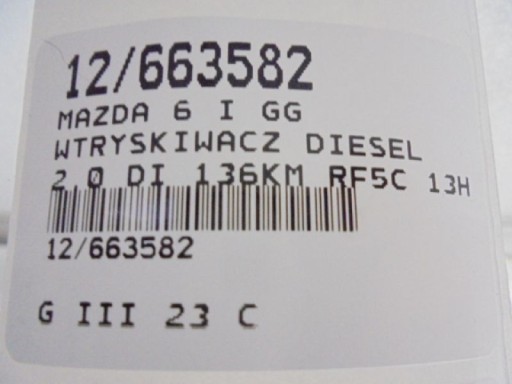 12/663582
MAZDA 6 I GG
WTRYSKIWACZ DIESEL
2.0 DI 136KM RF5C 13H
12/663582
G III 23 C